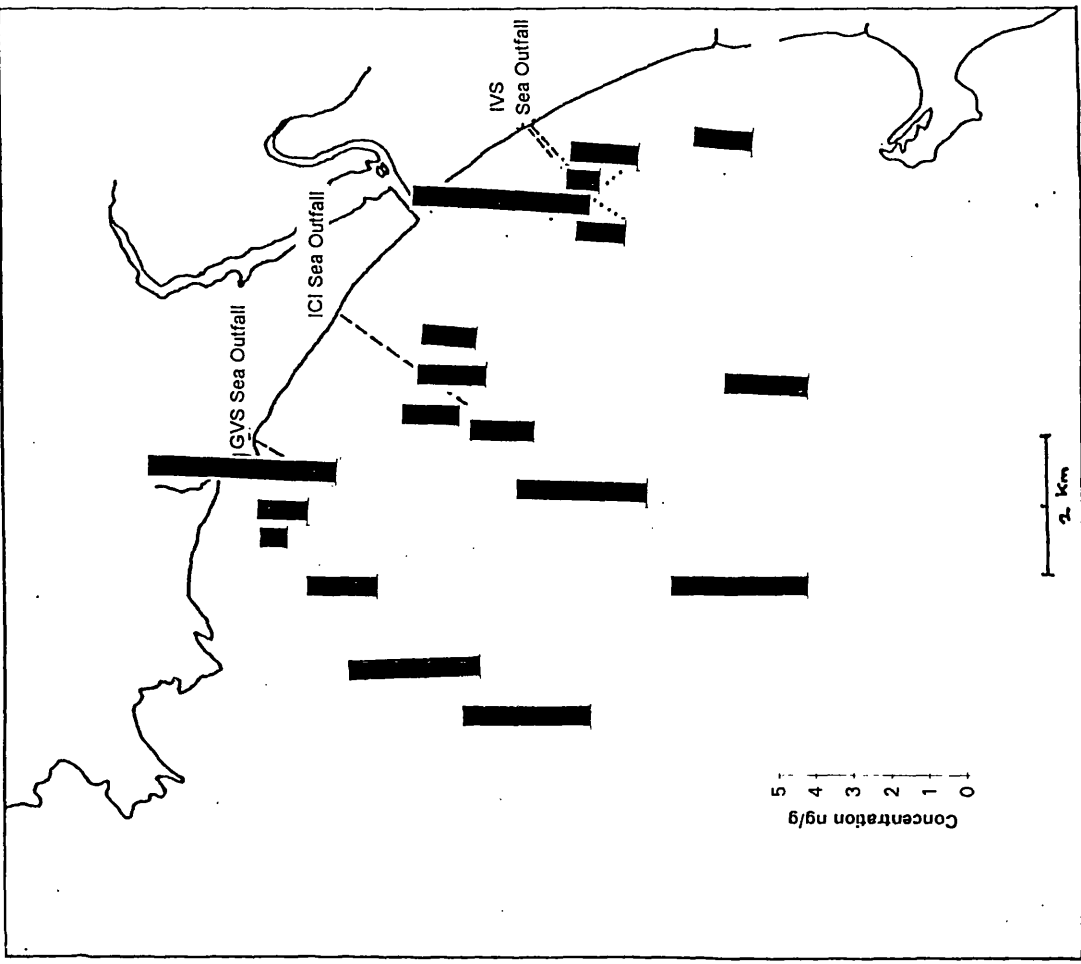 IVS
Sea Outfall
ICI Sea Outfall
GVS Sea Outfall
2 Km
Concentration ng/g
5
4
3
2
1
0